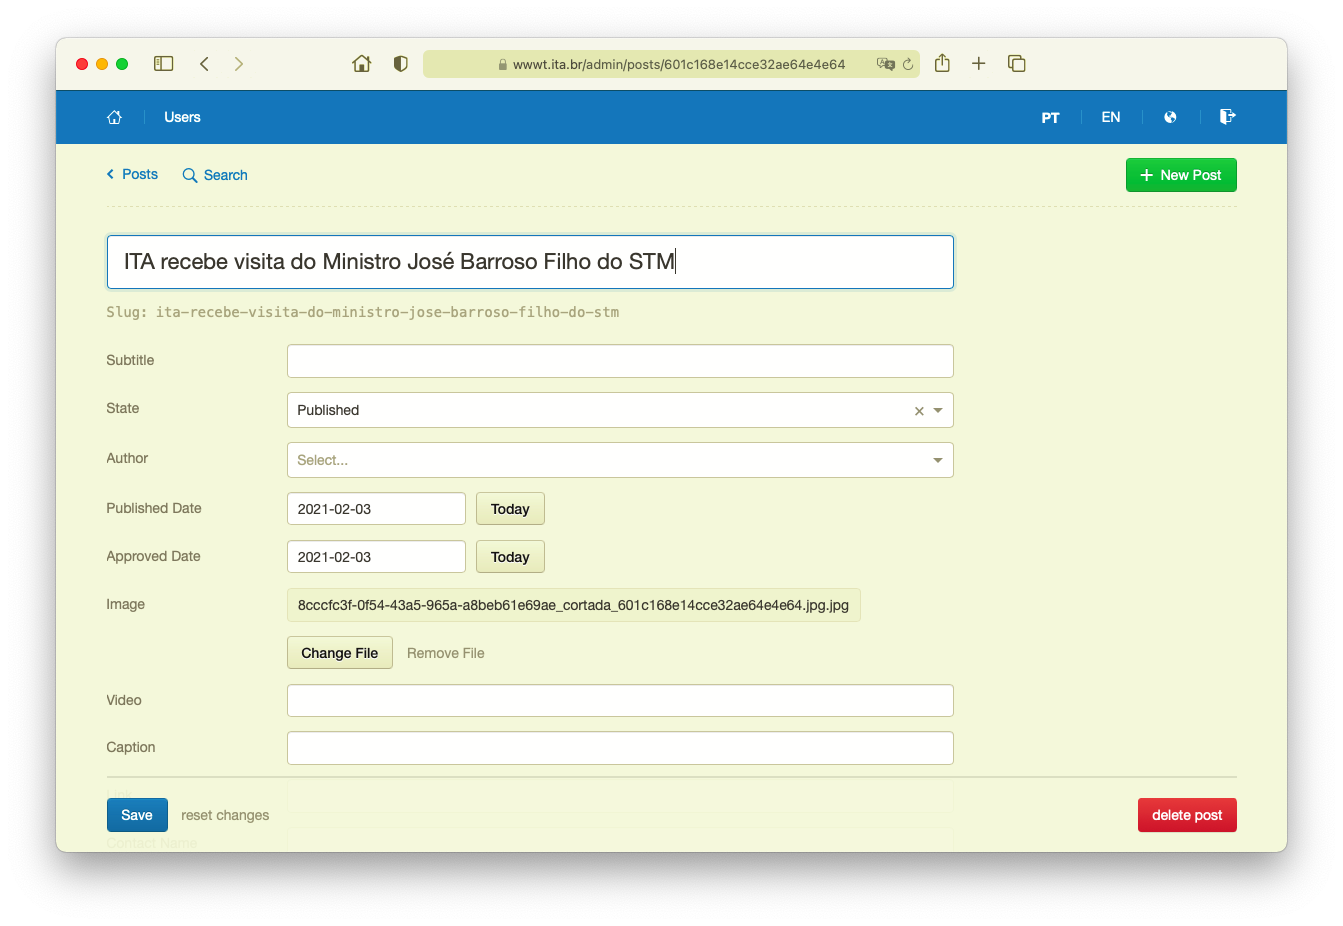 wwwt.ita.br/admin/posts/601c168e14cce32ae64e4e64
Users
PT
EN
Posts
Search
+ New Post
ITA recebe visita do Ministro José Barroso Filho do STM
Slug: ita-recebe-visita-do-ministro-jose-barroso-filho-do-stm
Subtitle
State
Published
Author
Select...
Published Date
2021-02-03
Today
Approved Date
2021-02-03
Today
Image
8cccfc3f-0f54-43a5-965a-a8beb61e69ae_cortada_601c168e14cce32ae64e4e64.jpg.jpg
Change File
Remove File
Video
Caption
Link
Save
reset changes
delete post
Contact Name